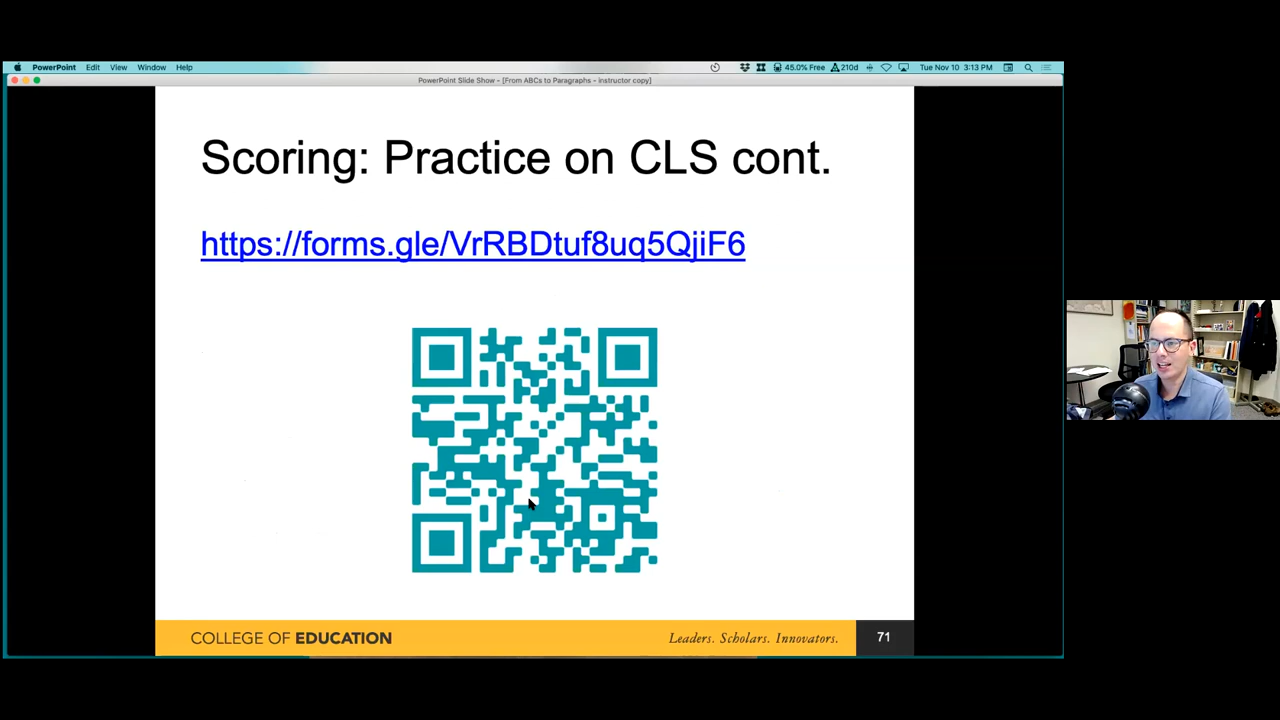 PowerPoint Edit View Window Help 45.0% Free 210d Tue Nov 10 3:13 PM
PowerPoint Slide Show - [From ABCs to Paragraphs - instructor copy]
Scoring: Practice on CLS cont.
https://forms.gle/VrRBDtuf8uq5QjiF6
COLLEGE OF EDUCATION Leaders. Scholars. Innovators. 71